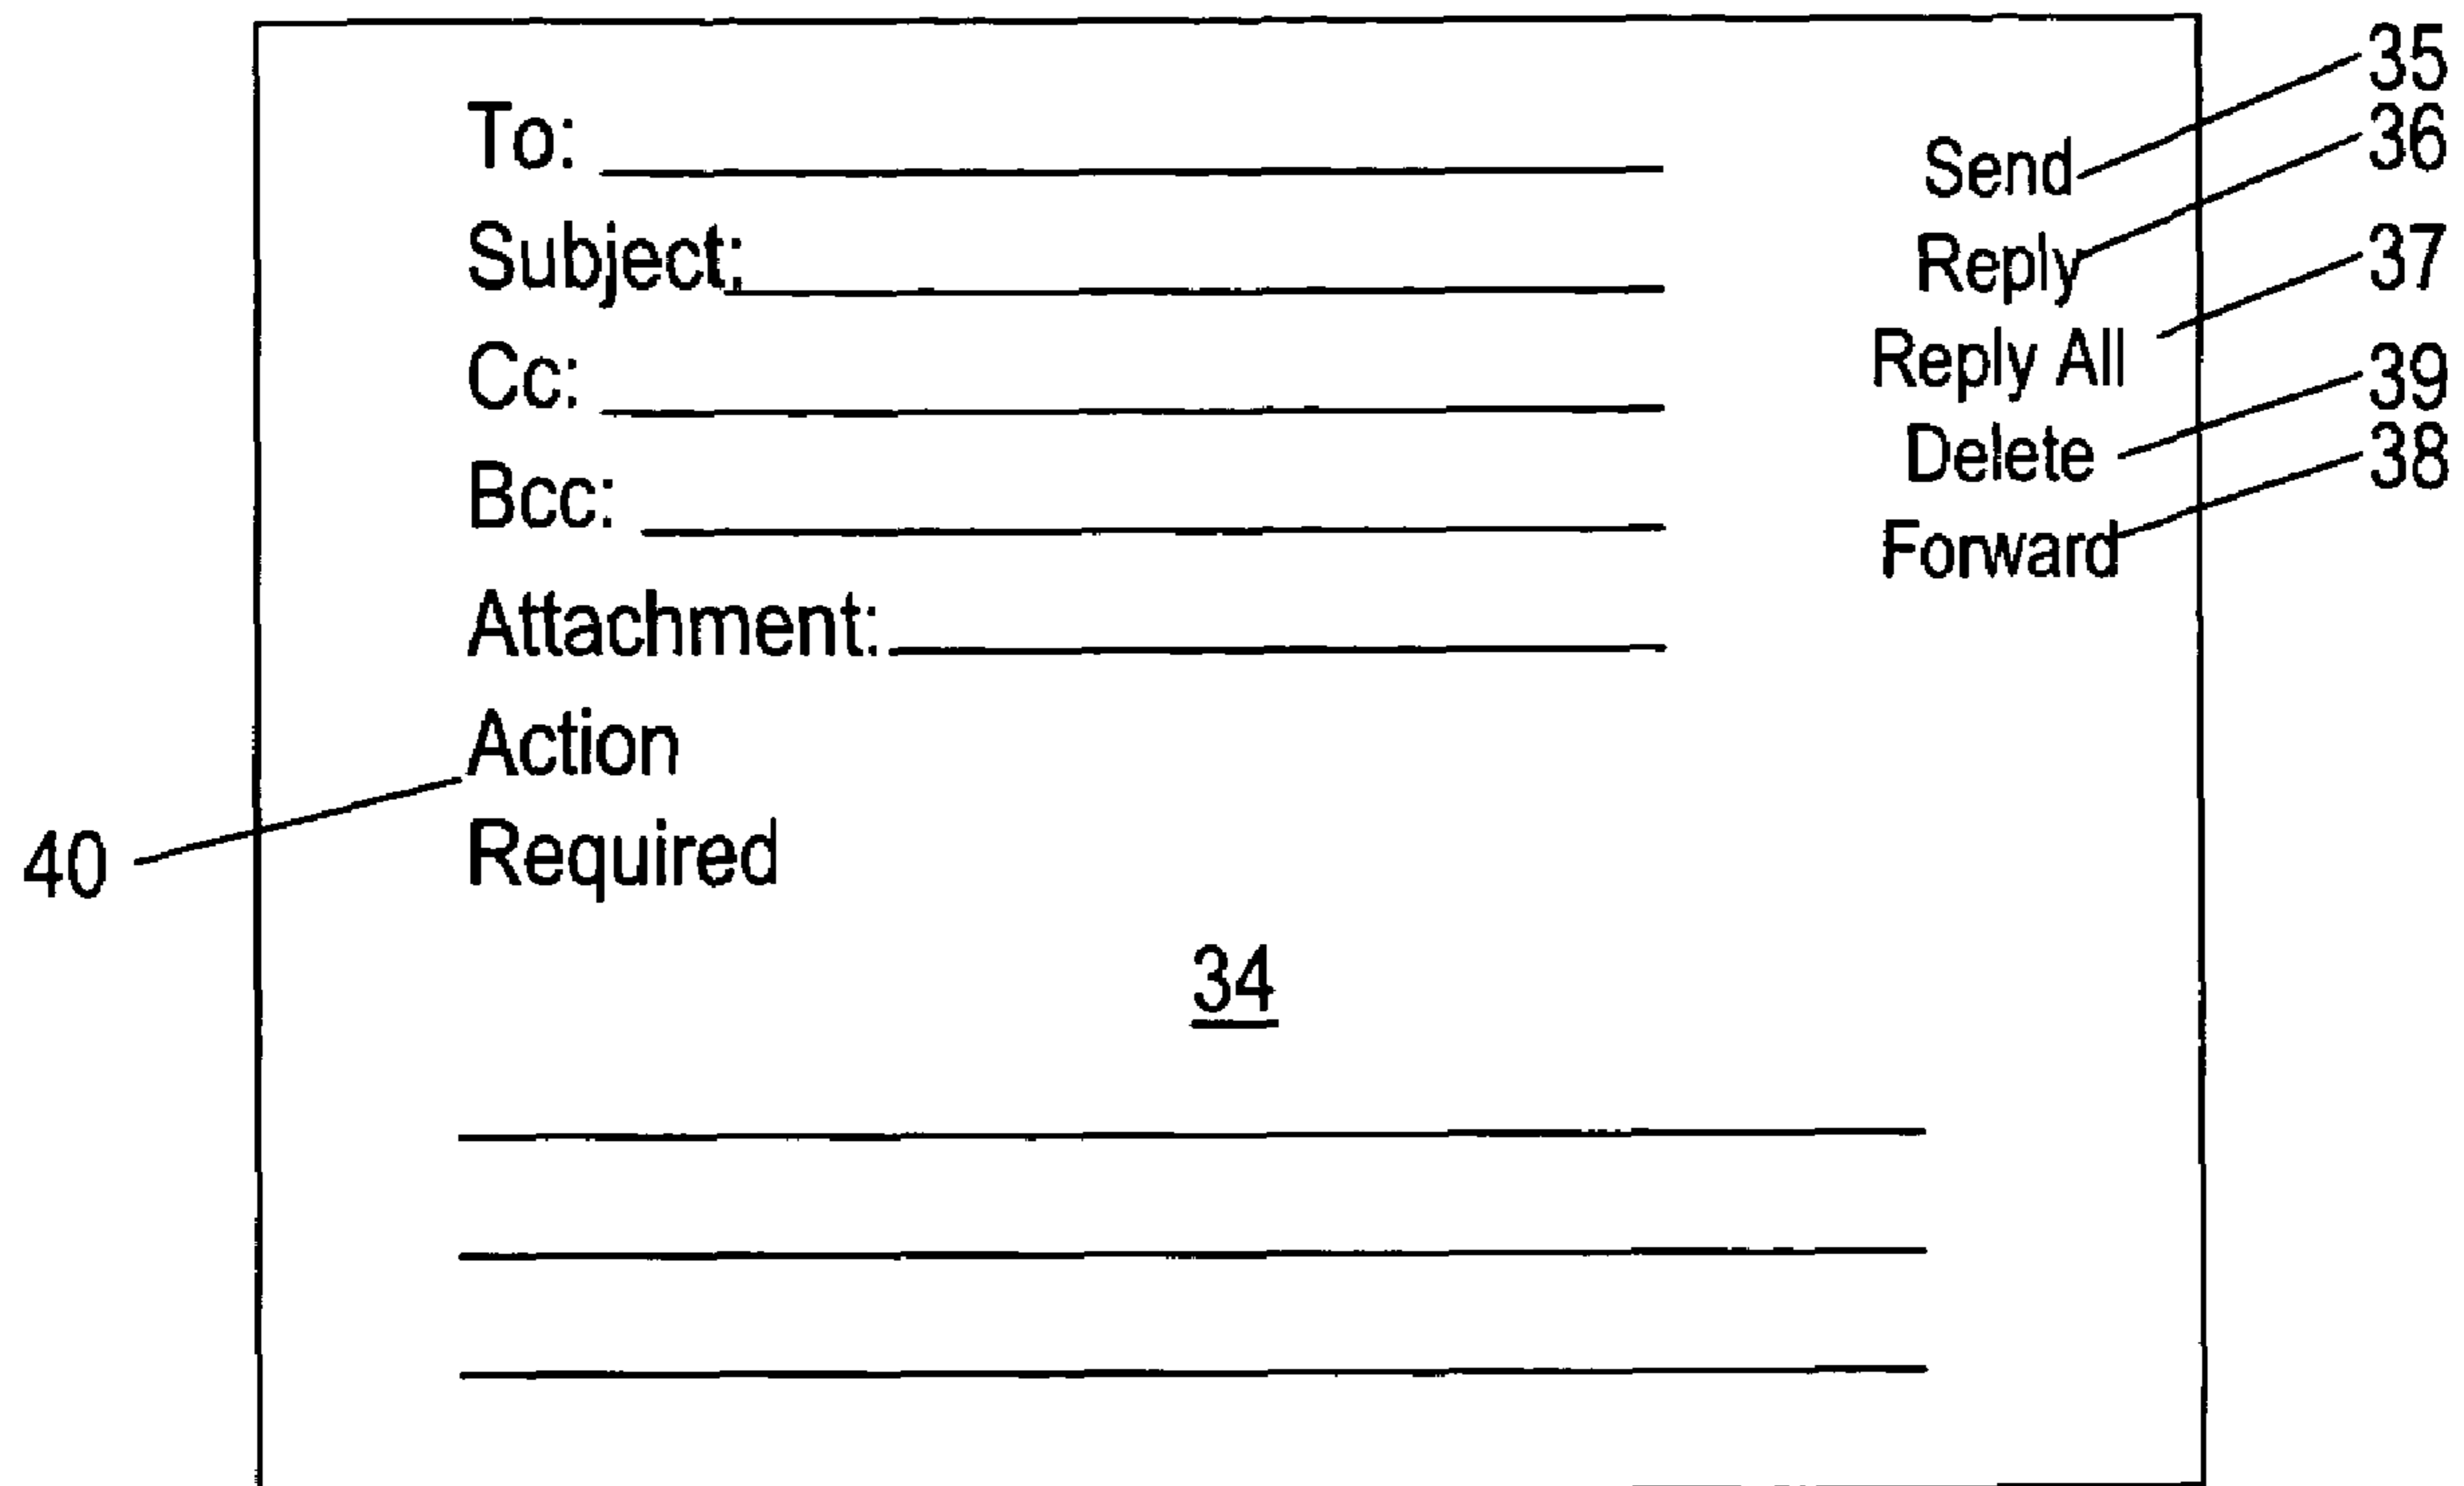 To:
Subject:
Cc:
Bcc:
Attachment:
Action
Required
40
34
Send
Reply
Reply All
Delete
Forward
35
36
37
39
38